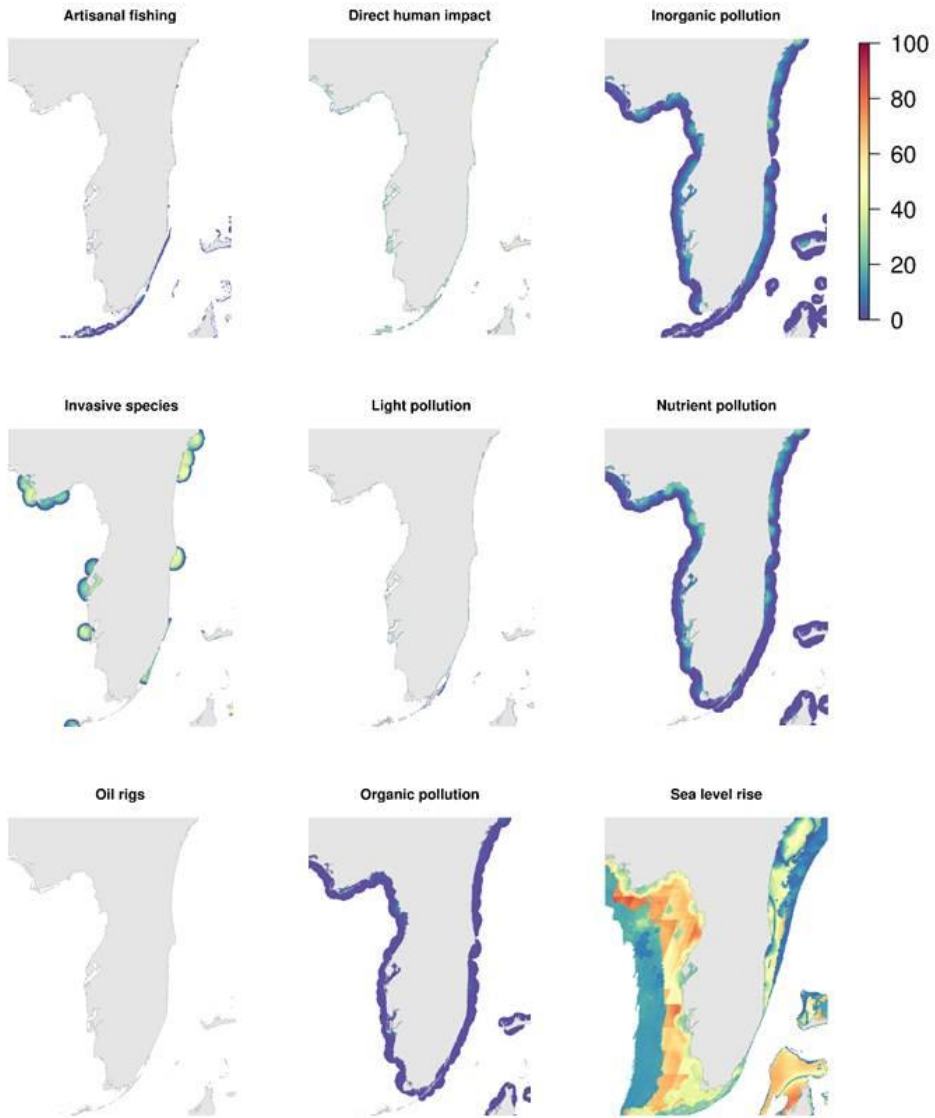 Artisanal fishing
Direct human impact
Inorganic pollution
100
80
60
40
20
0
Invasive species
Light pollution
Nutrient pollution
Oil rigs
Organic pollution
Sea level rise